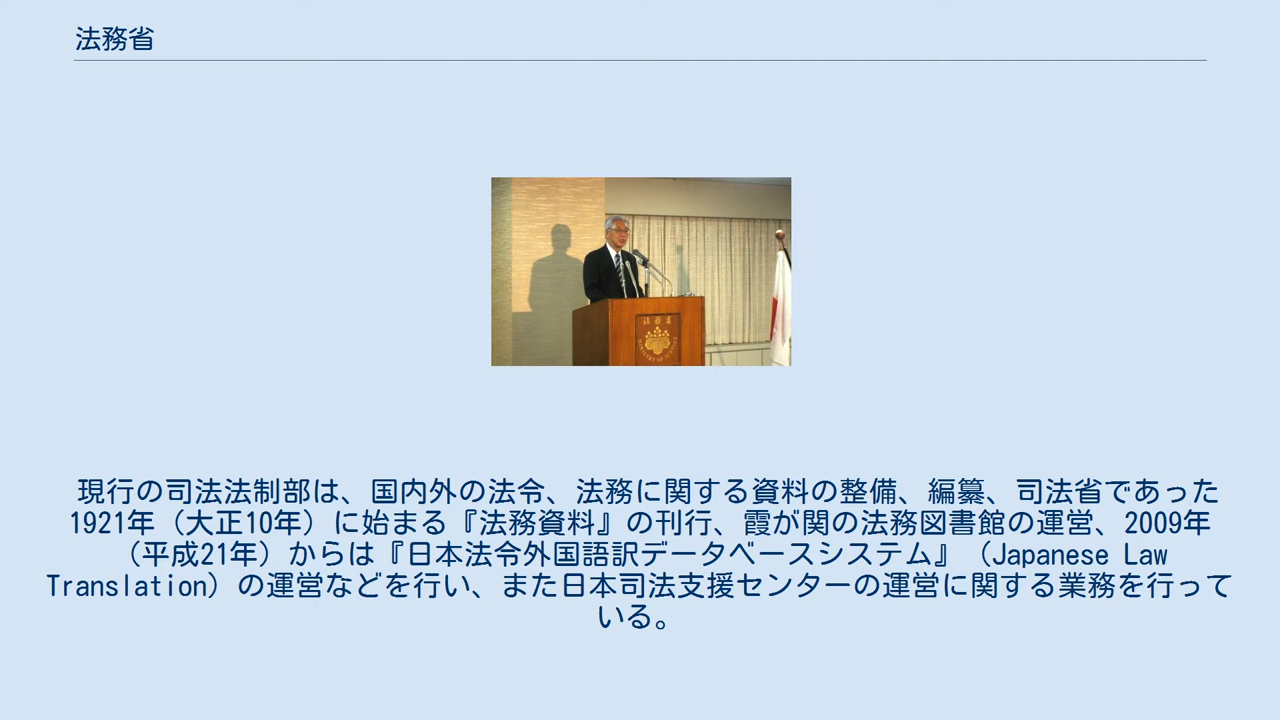 法務省
法務省
MINISTRY OF JUSTICE
現行の司法法制部は、国内外の法令、法務に関する資料の整備、編纂、司法省であった
1921年（大正10年）に始まる『法務資料』の刊行、霞が関の法務図書館の運営、2009年
（平成21年）からは『日本法令外国語訳データベースシステム』（Japanese Law
Translation）の運営などを行い、また日本司法支援センターの運営に関する業務を行って
いる。